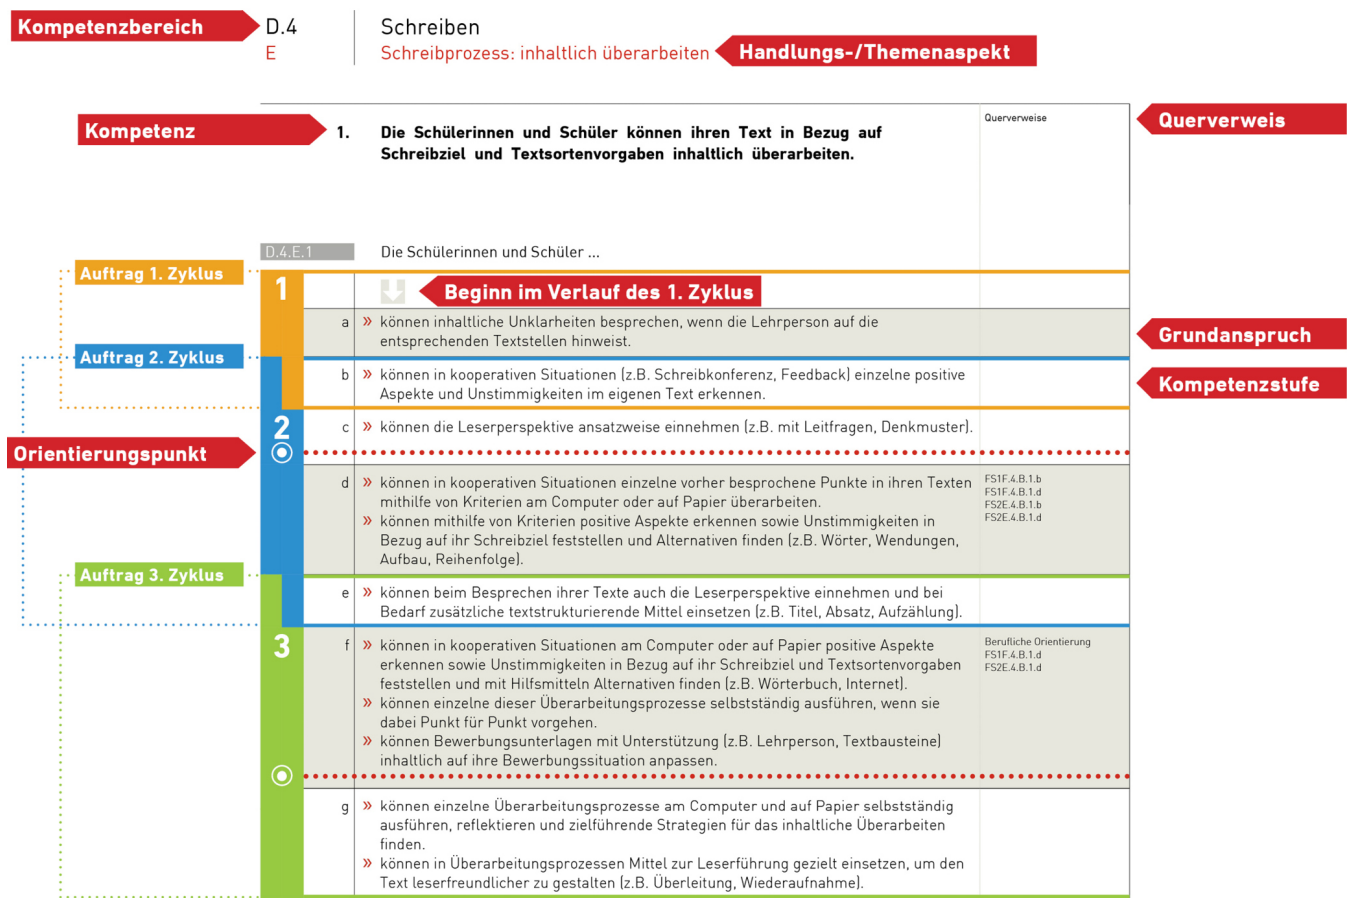 Kompetenzbereich D.4 Schreiben
E Schreibprozess: inhaltlich überarbeiten Handlungs-/Themenaspekt
Querverweise
Kompetenz 1. Die Schülerinnen und Schüler können ihren Text in Bezug auf
Schreibziel und Textsortenvorgaben inhaltlich überarbeiten.
Querverweis
D.4.E.1 Die Schülerinnen und Schüler ...
Auftrag 1. Zyklus
1 Beginn im Verlauf des 1. Zyklus
a » können inhaltliche Unklarheiten besprechen, wenn die Lehrperson auf die
entsprechenden Textstellen hinweist.
Grundanspruch
Auftrag 2. Zyklus
b » können in kooperativen Situationen (z.B. Schreibkonferenz, Feedback) einzelne positive
Aspekte und Unstimmigkeiten im eigenen Text erkennen.
Kompetenzstufe
2 c » können die Leserperspektive ansatzweise einnehmen (z.B. mit Leitfragen, Denkmuster).
Orientierungspunkt
d » können in kooperativen Situationen einzelne vorher besprochene Punkte in ihren Texten
mithilfe von Kriterien am Computer oder auf Papier überarbeiten.
» können mithilfe von Kriterien positive Aspekte erkennen sowie Unstimmigkeiten in
Bezug auf ihr Schreibziel feststellen und Alternativen finden (z.B. Wörter, Wendungen,
Aufbau, Reihenfolge).
FS1F.4.B.1.b
FS1F.4.B.1.d
FS2E.4.B.1.b
FS2E.4.B.1.d
Auftrag 3. Zyklus
e » können beim Besprechen ihrer Texte auch die Leserperspektive einnehmen und bei
Bedarf zusätzliche textstrukturierende Mittel einsetzen (z.B. Titel, Absatz, Aufzählung).
3 f » können in kooperativen Situationen am Computer oder auf Papier positive Aspekte
erkennen sowie Unstimmigkeiten in Bezug auf ihr Schreibziel und Textsortenvorgaben
feststellen und mit Hilfsmitteln Alternativen finden (z.B. Wörterbuch, Internet).
» können einzelne dieser Überarbeitungsprozesse selbstständig ausführen, wenn sie
dabei Punkt für Punkt vorgehen.
» können Bewerbungsunterlagen mit Unterstützung (z.B. Lehrperson, Textbausteine)
inhaltlich auf ihre Bewerbungssituation anpassen.
Berufliche Orientierung
FS1F.4.B.1.d
FS2E.4.B.1.d
g » können einzelne Überarbeitungsprozesse am Computer und auf Papier selbstständig
ausführen, reflektieren und zielführende Strategien für das inhaltliche Überarbeiten
finden.
» können in Überarbeitungsprozessen Mittel zur Leserführung gezielt einsetzen, um den
Text leserfreundlicher zu gestalten (z.B. Überleitung, Wiederaufnahme).